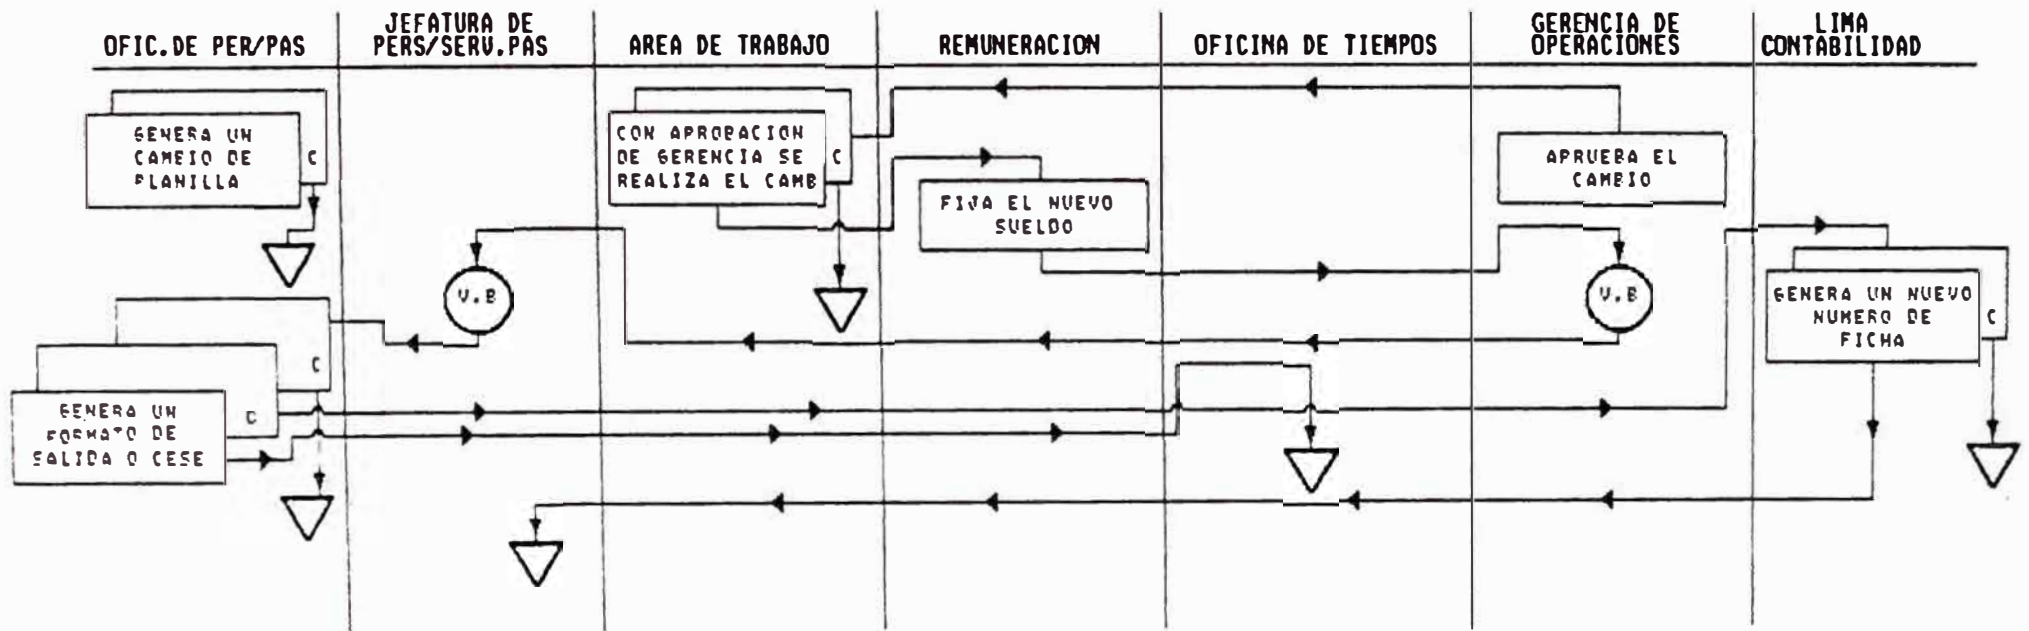 OFIC.DE PER/PAS
JEFATURA DE
PERS/SERV.PAS
AREA DE TRABAJO
REMUNERACION
OFICINA DE TIEMPOS
GERENCIA DE
OPERACIONES
LIMA
CONTABILIDAD
GENERA UN
CAMBIO DE
PLANILLA
C
CON APROBACION
DE GERENCIA SE
REALIZA EL CAMB
C
FIJA EL NUEVO
SUELDO
APRUEBA EL
CAMBIO
V.B
V.B
GENERA UN NUEVO
NUMERO DE
FICHA
C
C
C
GENERA UN
FORMATO DE
SALIDA O CESE